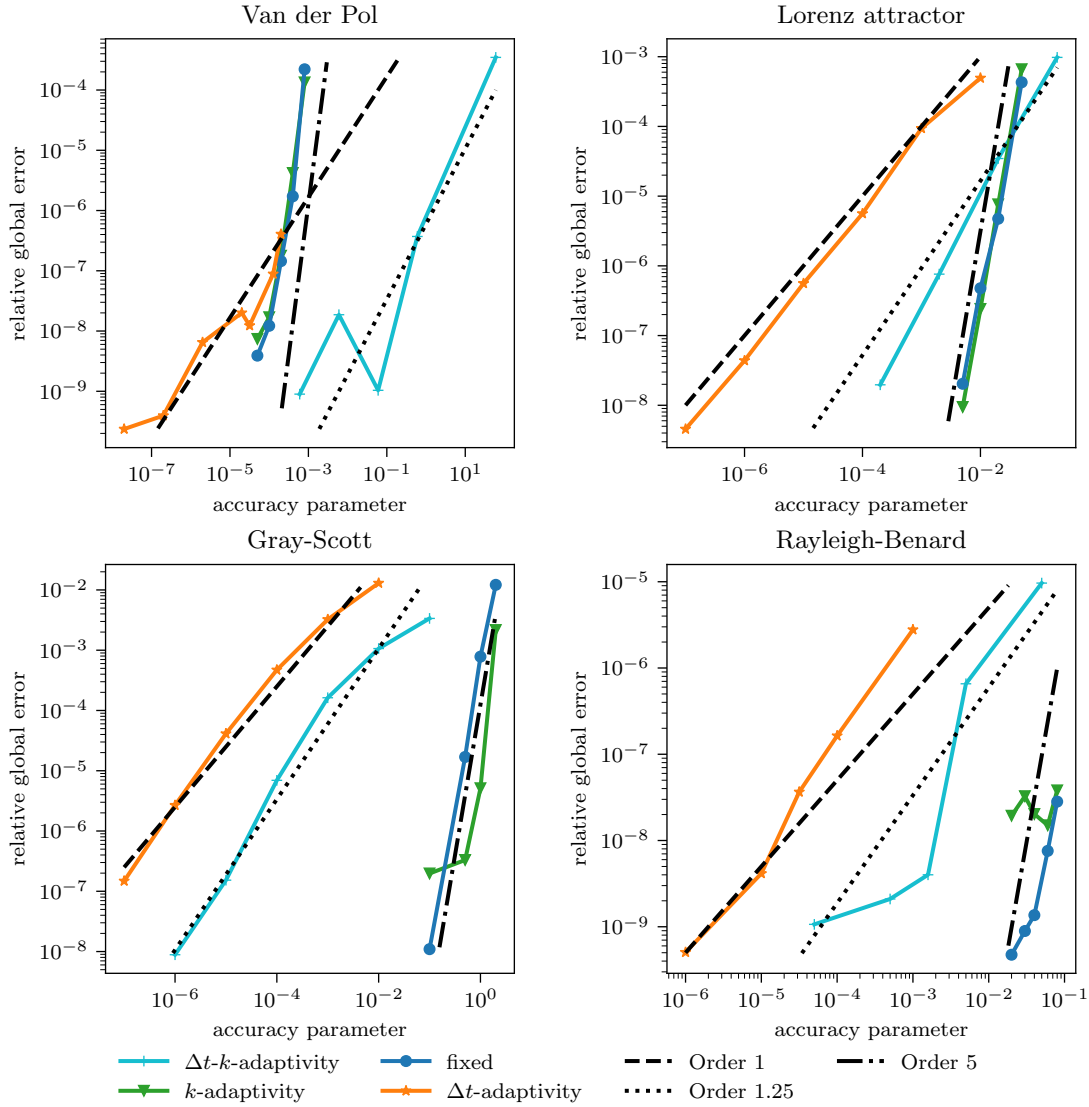 Van der Pol
Lorenz attractor
10⁻⁴
10⁻⁵
10⁻⁶
10⁻⁷
10⁻⁸
10⁻⁹
relative global error
10⁻⁷
10⁻⁵
10⁻³
10⁻¹
10¹
accuracy parameter
10⁻³
10⁻⁴
10⁻⁵
10⁻⁶
10⁻⁷
10⁻⁸
relative global error
10⁻⁶
10⁻⁴
10⁻²
accuracy parameter
Gray-Scott
Rayleigh-Benard
10⁻²
10⁻³
10⁻⁴
10⁻⁵
10⁻⁶
10⁻⁷
10⁻⁸
relative global error
10⁻⁶
10⁻⁴
10⁻²
10⁰
accuracy parameter
10⁻⁵
10⁻⁶
10⁻⁷
10⁻⁸
10⁻⁹
relative global error
10⁻⁶
10⁻⁵
10⁻⁴
10⁻³
10⁻²
10⁻¹
accuracy parameter
Δt-k-adaptivity
fixed
Order 1
Order 5
k-adaptivity
Δt-adaptivity
Order 1.25